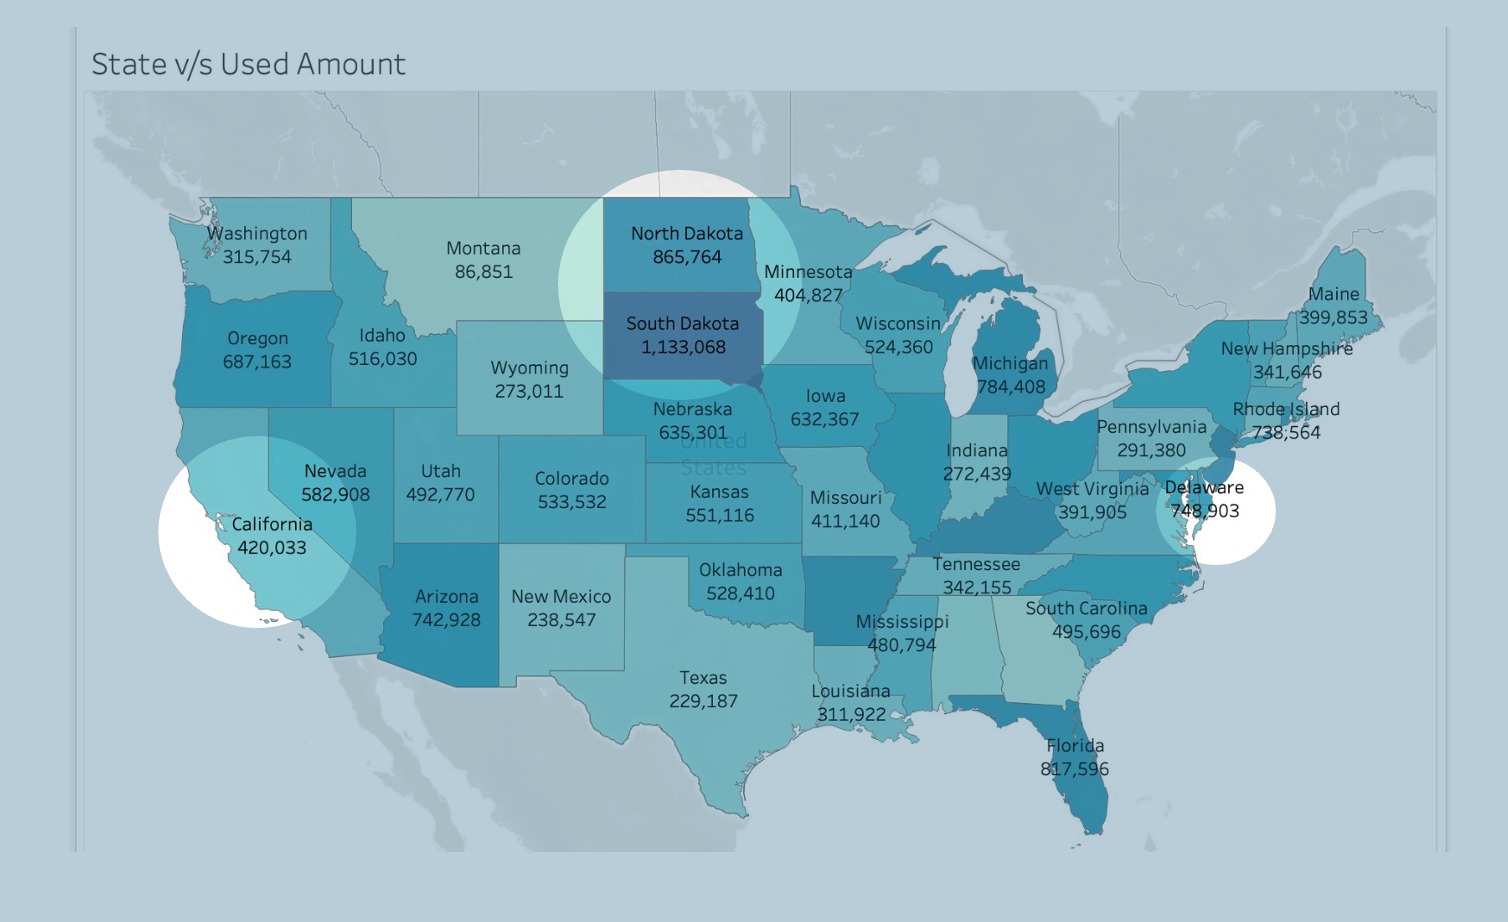 State v/s Used Amount
Washington
315,754
Montana
86,851
North Dakota
865,764
Minnesota
404,827
South Dakota
1,133,068
Oregon
687,163
Idaho
516,030
Wyoming
273,011
Wisconsin
524,360
Michigan
784,408
Maine
399,853
New Hampshire
341,646
Rhode Island
738,564
Nebraska
635,301
Iowa
632,367
United
States
Pennsylvania
291,380
Indiana
272,439
Nevada
582,908
Utah
492,770
Colorado
533,532
Kansas
551,116
Missouri
411,140
West Virginia
391,905
Delaware
748,903
California
420,033
Arizona
742,928
New Mexico
238,547
Oklahoma
528,410
Tennessee
342,155
South Carolina
495,696
Mississippi
480,794
Texas
229,187
Louisiana
311,922
Florida
817,596